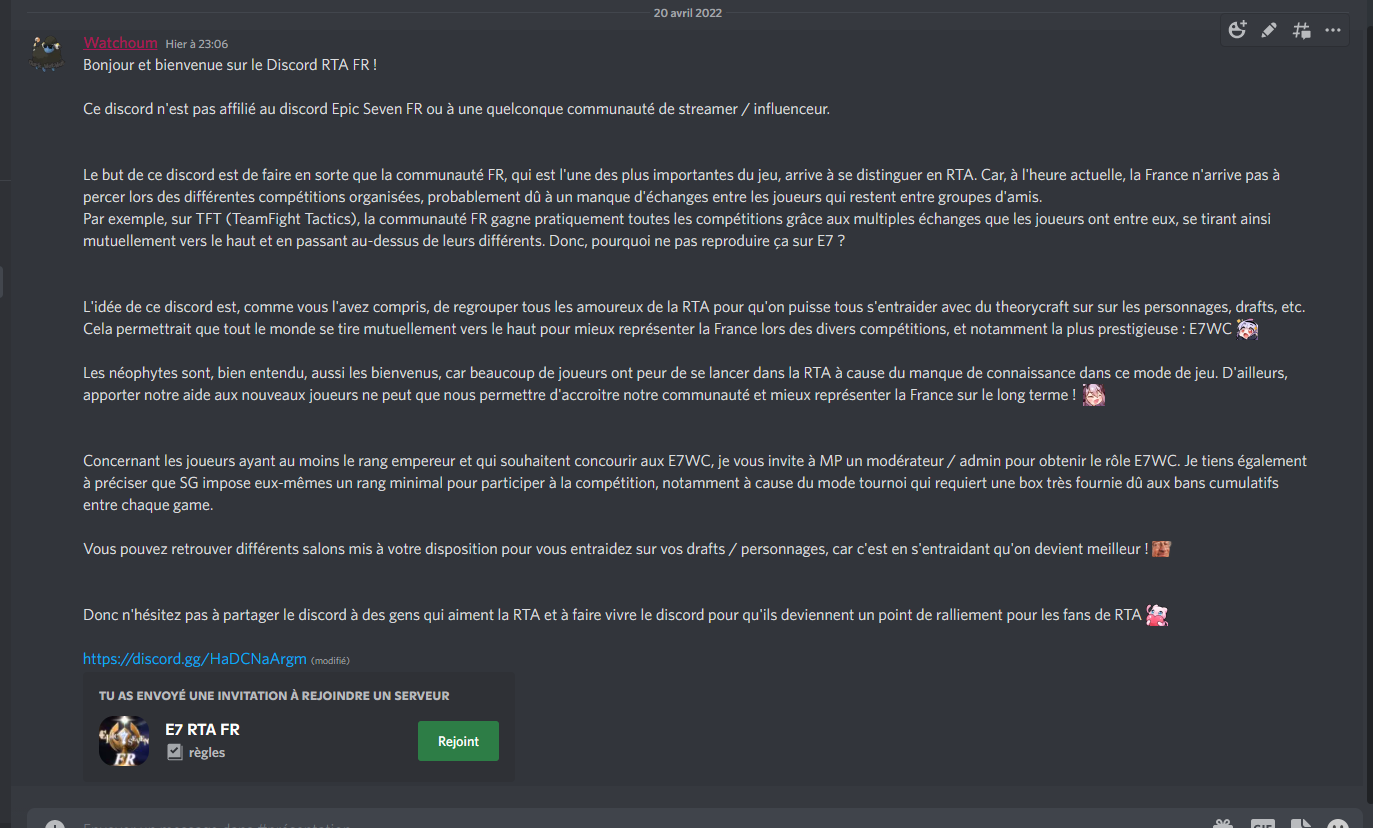 20 avril 2022
Watchoum Hier à 23:06
Bonjour et bienvenue sur le Discord RTA FR !
Ce discord n'est pas affilié au discord Epic Seven FR ou à une quelconque communauté de streamer / influenceur.
Le but de ce discord est de faire en sorte que la communauté FR, qui est l'une des plus importantes du jeu, arrive à se distinguer en RTA. Car, à l'heure actuelle, la France n'arrive pas à
percer lors des différentes compétitions organisées, probablement dû à un manque d'échanges entre les joueurs qui restent entre groupes d'amis.
Par exemple, sur TFT (TeamFight Tactics), la communauté FR gagne pratiquement toutes les compétitions grâce aux multiples échanges que les joueurs ont entre eux, se tirant ainsi
mutuellement vers le haut et en passant au-dessus de leurs différents. Donc, pourquoi ne pas reproduire ça sur E7 ?
L'idée de ce discord est, comme vous l'avez compris, de regrouper tous les amoureux de la RTA pour qu'on puisse tous s'entraider avec du theorycraft sur sur les personnages, drafts, etc.
Cela permettrait que tout le monde se tire mutuellement vers le haut pour mieux représenter la France lors des divers compétitions, et notamment la plus prestigieuse : E7WC
Les néophytes sont, bien entendu, aussi les bienvenus, car beaucoup de joueurs ont peur de se lancer dans la RTA à cause du manque de connaissance dans ce mode de jeu. D'ailleurs,
apporter notre aide aux nouveaux joueurs ne peut que nous permettre d'accroitre notre communauté et mieux représenter la France sur le long terme !
Concernant les joueurs ayant au moins le rang empereur et qui souhaitent concourir aux E7WC, je vous invite à MP un modérateur / admin pour obtenir le rôle E7WC. Je tiens également
à préciser que SG impose eux-mêmes un rang minimal pour participer à la compétition, notamment à cause du mode tournoi qui requiert une box très fournie dû aux bans cumulatifs
entre chaque game.
Vous pouvez retrouver différents salons mis à votre disposition pour vous entraidez sur vos drafts / personnages, car c'est en s'entraidant qu'on devient meilleur !
Donc n'hésitez pas à partager le discord à des gens qui aiment la RTA et à faire vivre le discord pour qu'ils deviennent un point de ralliement pour les fans de RTA
https://discord.gg/HaDCNaArgm (modifié)
TU AS ENVOYÉ UNE INVITATION À REJOINDRE UN SERVEUR
E7 RTA FR
règles
Rejoint
FR
GIF